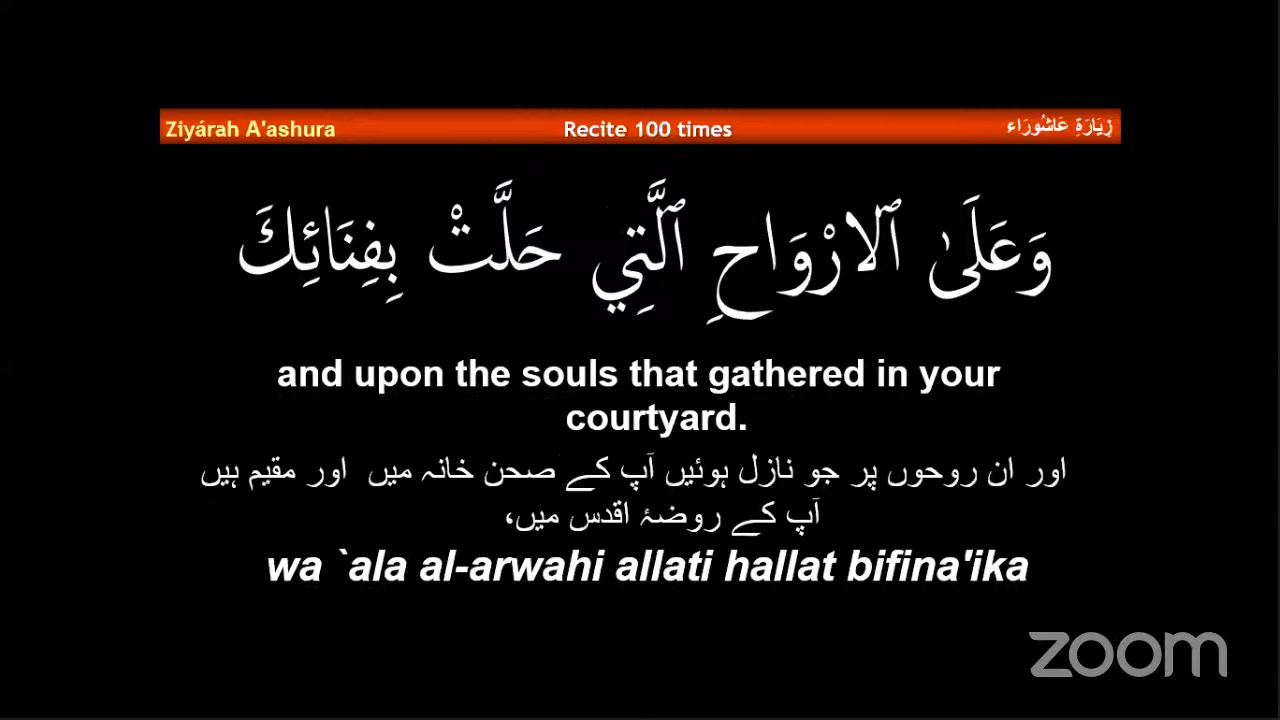 Ziyárah A'ashura Recite 100 times زِيَارَةِ عَاشُورَاء
وَعَلَىٰ ٱلارْوَاحِ ٱلَّتِي حَلَّتْ بِفِنَائِكَ
and upon the souls that gathered in your
courtyard.
اور ان روحوں پر جو نازل ہوئیں آپ کے صحن خانہ میں اور مقیم ہیں
آپ کے روضۂ اقدس میں،
wa `ala al-arwahi allati hallat bifina'ika
zoom